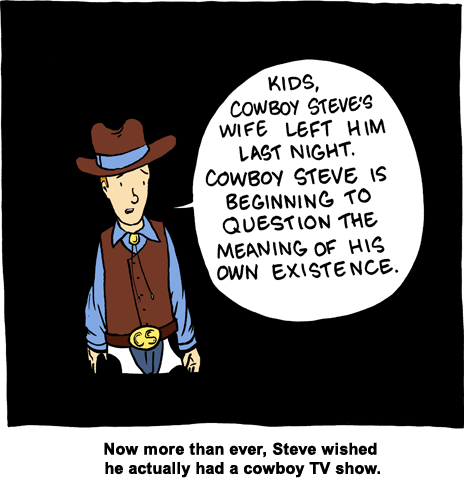 KIDS,
COWBOY STEVE'S
WIFE LEFT HIM
LAST NIGHT.
COWBOY STEVE IS
BEGINNING TO
QUESTION THE
MEANING OF HIS
OWN EXISTENCE.
CS
Now more than ever, Steve wished
he actually had a cowboy TV show.